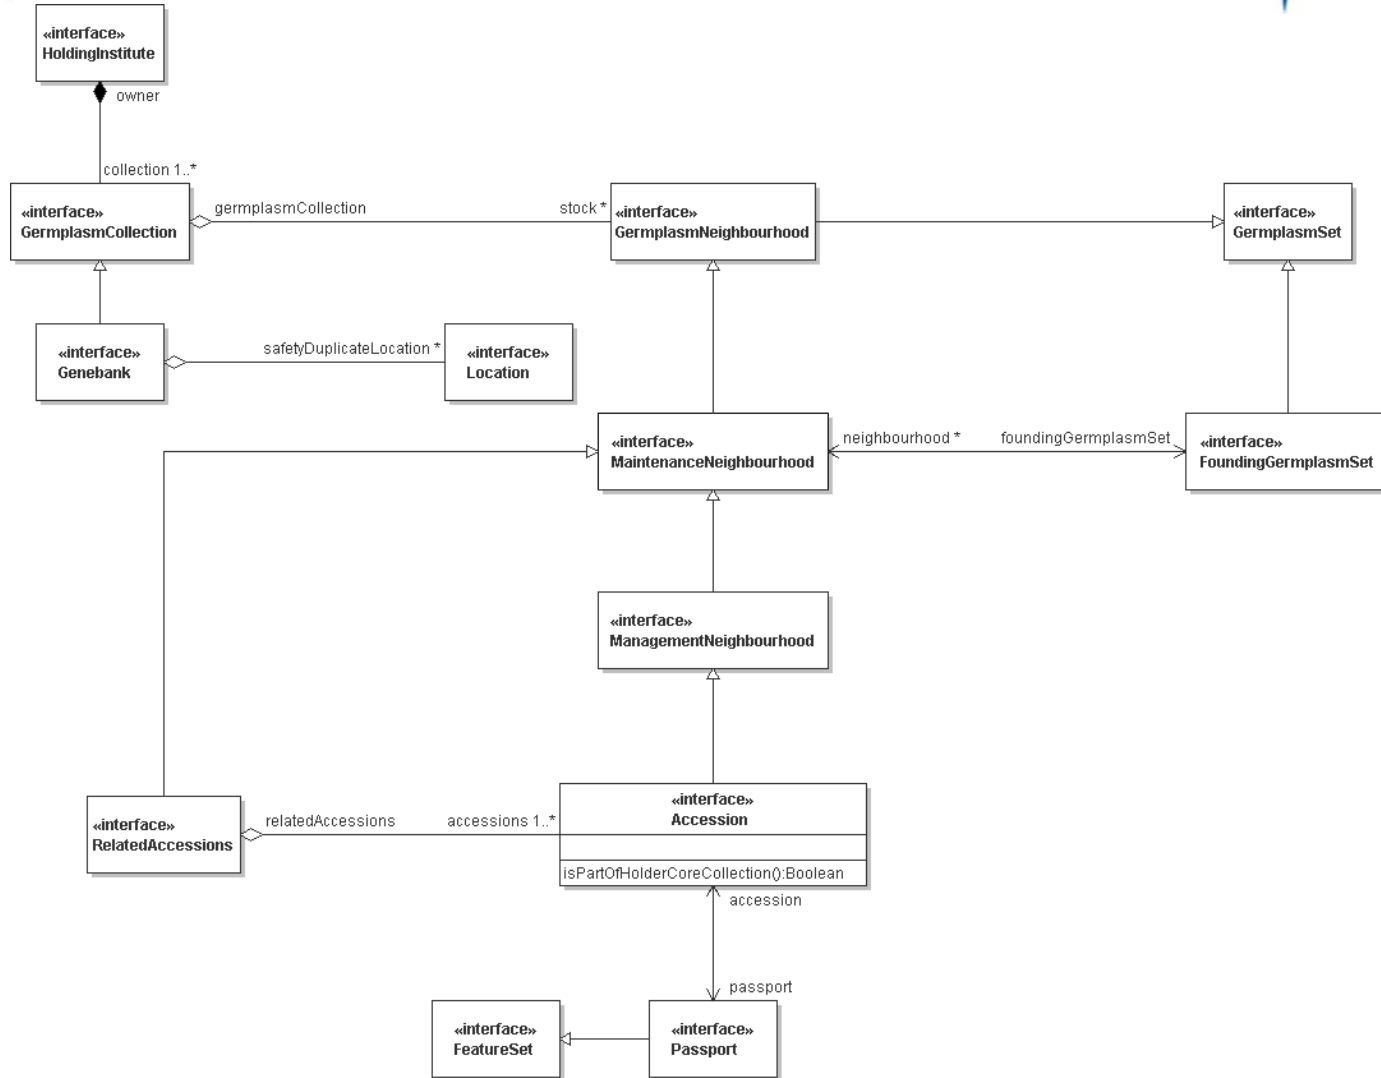 «interface»
HoldingInstitute
owner
collection 1..*
«interface»
GermplasmCollection
germplasmCollection
stock *
«interface»
GermplasmNeighbourhood
«interface»
GermplasmSet
«interface»
Genebank
safetyDuplicateLocation *
«interface»
Location
«interface»
MaintenanceNeighbourhood
neighbourhood *
foundingGermplasmSet
«interface»
FoundingGermplasmSet
«interface»
ManagementNeighbourhood
«interface»
RelatedAccessions
relatedAccessions
accessions 1..*
«interface»
Accession
isPartOfHolderCoreCollection():Boolean
accession
passport
«interface»
FeatureSet
«interface»
Passport